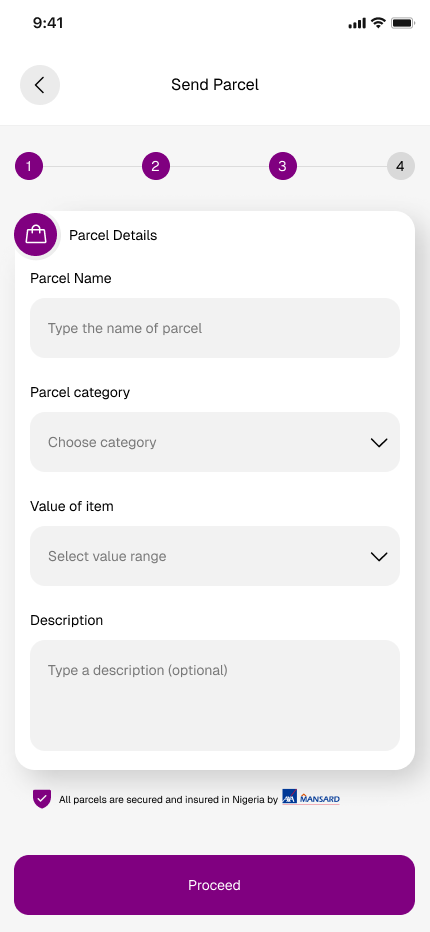 9:41
Send Parcel
1 2 3 4
Parcel Details
Parcel Name
Type the name of parcel
Parcel category
Choose category
Value of item
Select value range
Description
Type a description (optional)
All parcels are secured and insured in Nigeria by AXA MANSARD
Proceed